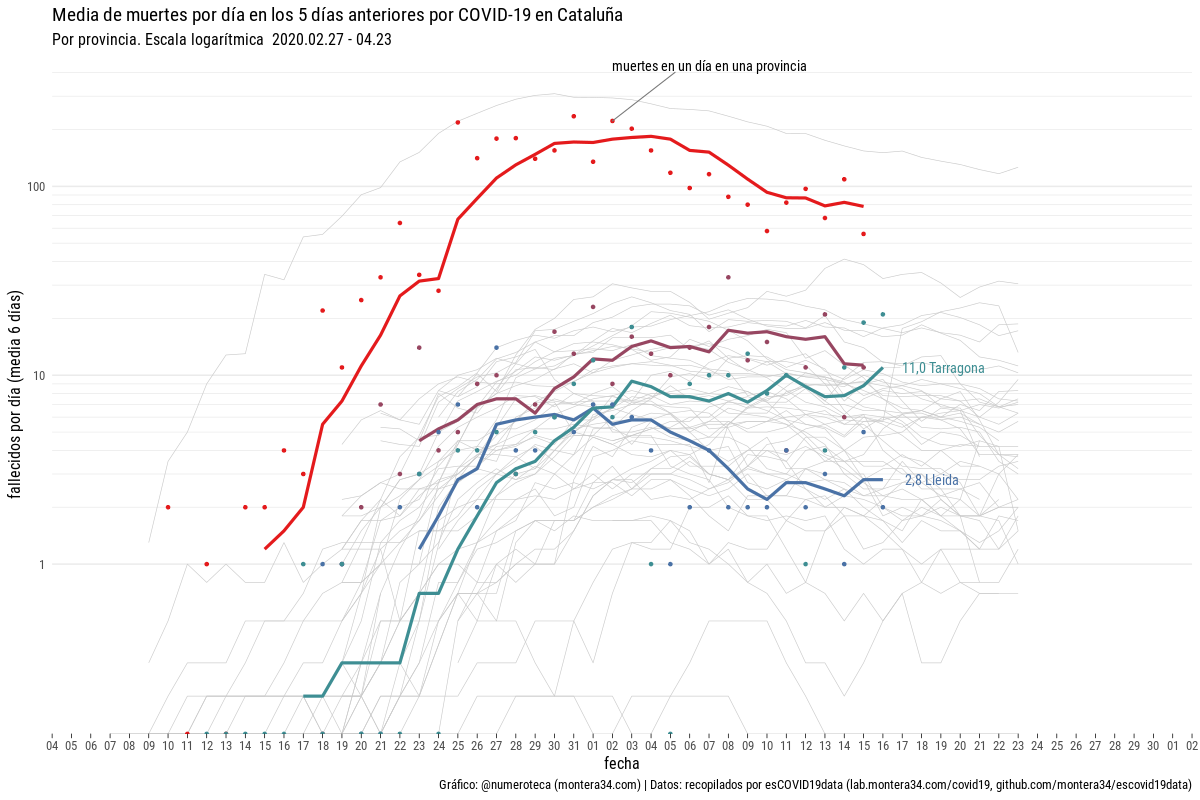 Media de muertes por día en los 5 días anteriores por COVID-19 en Cataluña
Por provincia. Escala logarítmica 2020.02.27 - 04.23
muertes en un día en una provincia
100
10
1
fallecidos por día (media 6 días)
11,0 Tarragona
2,8 Lleida
04 05 06 07 08 09 10 11 12 13 14 15 16 17 18 19 20 21 22 23 24 25 26 27 28 29 30 31 01 02 03 04 05 06 07 08 09 10 11 12 13 14 15 16 17 18 19 20 21 22 23 24 25 26 27 28 29 30 01 02
fecha
Gráfico: @numeroteca (montera34.com) | Datos: recopilados por esCOVID19data (lab.montera34.com/covid19, github.com/montera34/escovid19data)